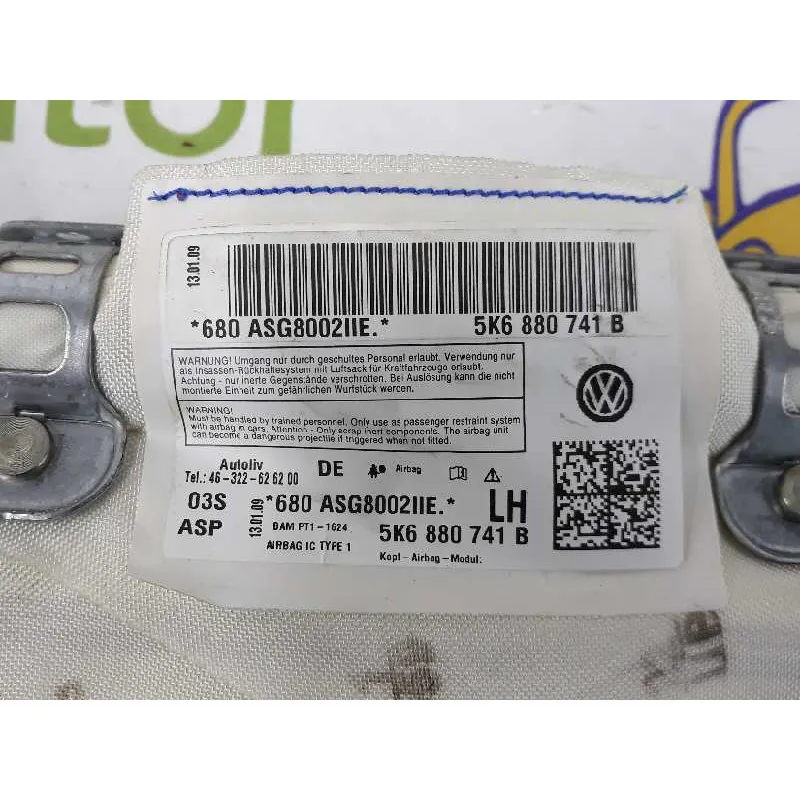 13.01.09
*680 ASG8002IIE.*
5K6 880 741 B
WARNUNG! Umgang nur durch geschultes Personal erlaubt. Verwendung nur
als Insassen-Rückhaltesystem mit Luftsack für Kraftfahrzeuge erlaubt.
Achtung - nur inerte Gegenstände verschrotten. Bei Auslösung kann die nicht
montierte Einheit zum gefährlichen Wurfstück wercen.
WARNING!
Must be handled by trained personnel. Only use as passenger restraint system
with airbag in cars. Attention - Only scrap inert components. The airbag unit
can become a dangerous projectile if triggered when not fitted.
Autoliv
Tel.: 46-322-626200
DE
Airbag
03S
ASP
13.01.09
*680 ASG8002IIE.*
LH
BAM PT1-1624
5K6 880 741 B
AIRBAG IC TYPE 1
Kopf-Airbag-Modul